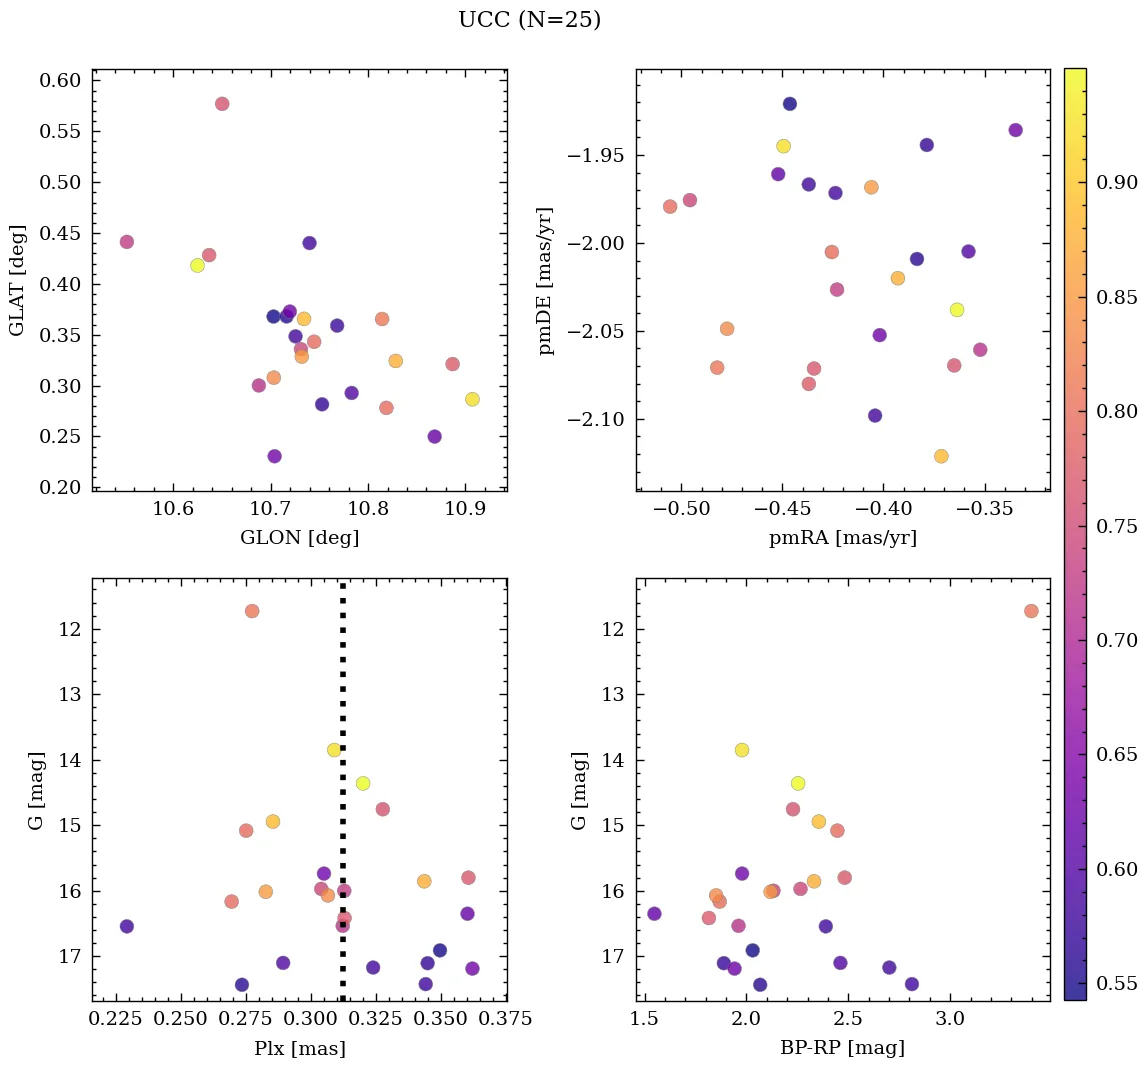 UCC (N=25)
0.60
0.55
0.50
0.45
0.40
0.35
0.30
0.25
0.20
GLAT [deg]
10.6 10.7 10.8 10.9
GLON [deg]
−1.95
−2.00
−2.05
−2.10
pmDE [mas/yr]
−0.50 −0.45 −0.40 −0.35
pmRA [mas/yr]
12
13
14
15
16
17
G [mag]
0.225 0.250 0.275 0.300 0.325 0.350 0.375
Plx [mas]
12
13
14
15
16
17
G [mag]
1.5 2.0 2.5 3.0
BP-RP [mag]
0.90
0.85
0.80
0.75
0.70
0.65
0.60
0.55